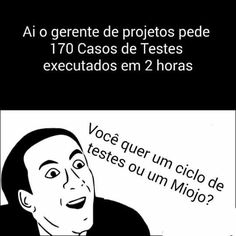 Ai o gerente de projetos pede
170 Casos de Testes
executados em 2 horas
Você quer um ciclo de
testes ou um Miojo?